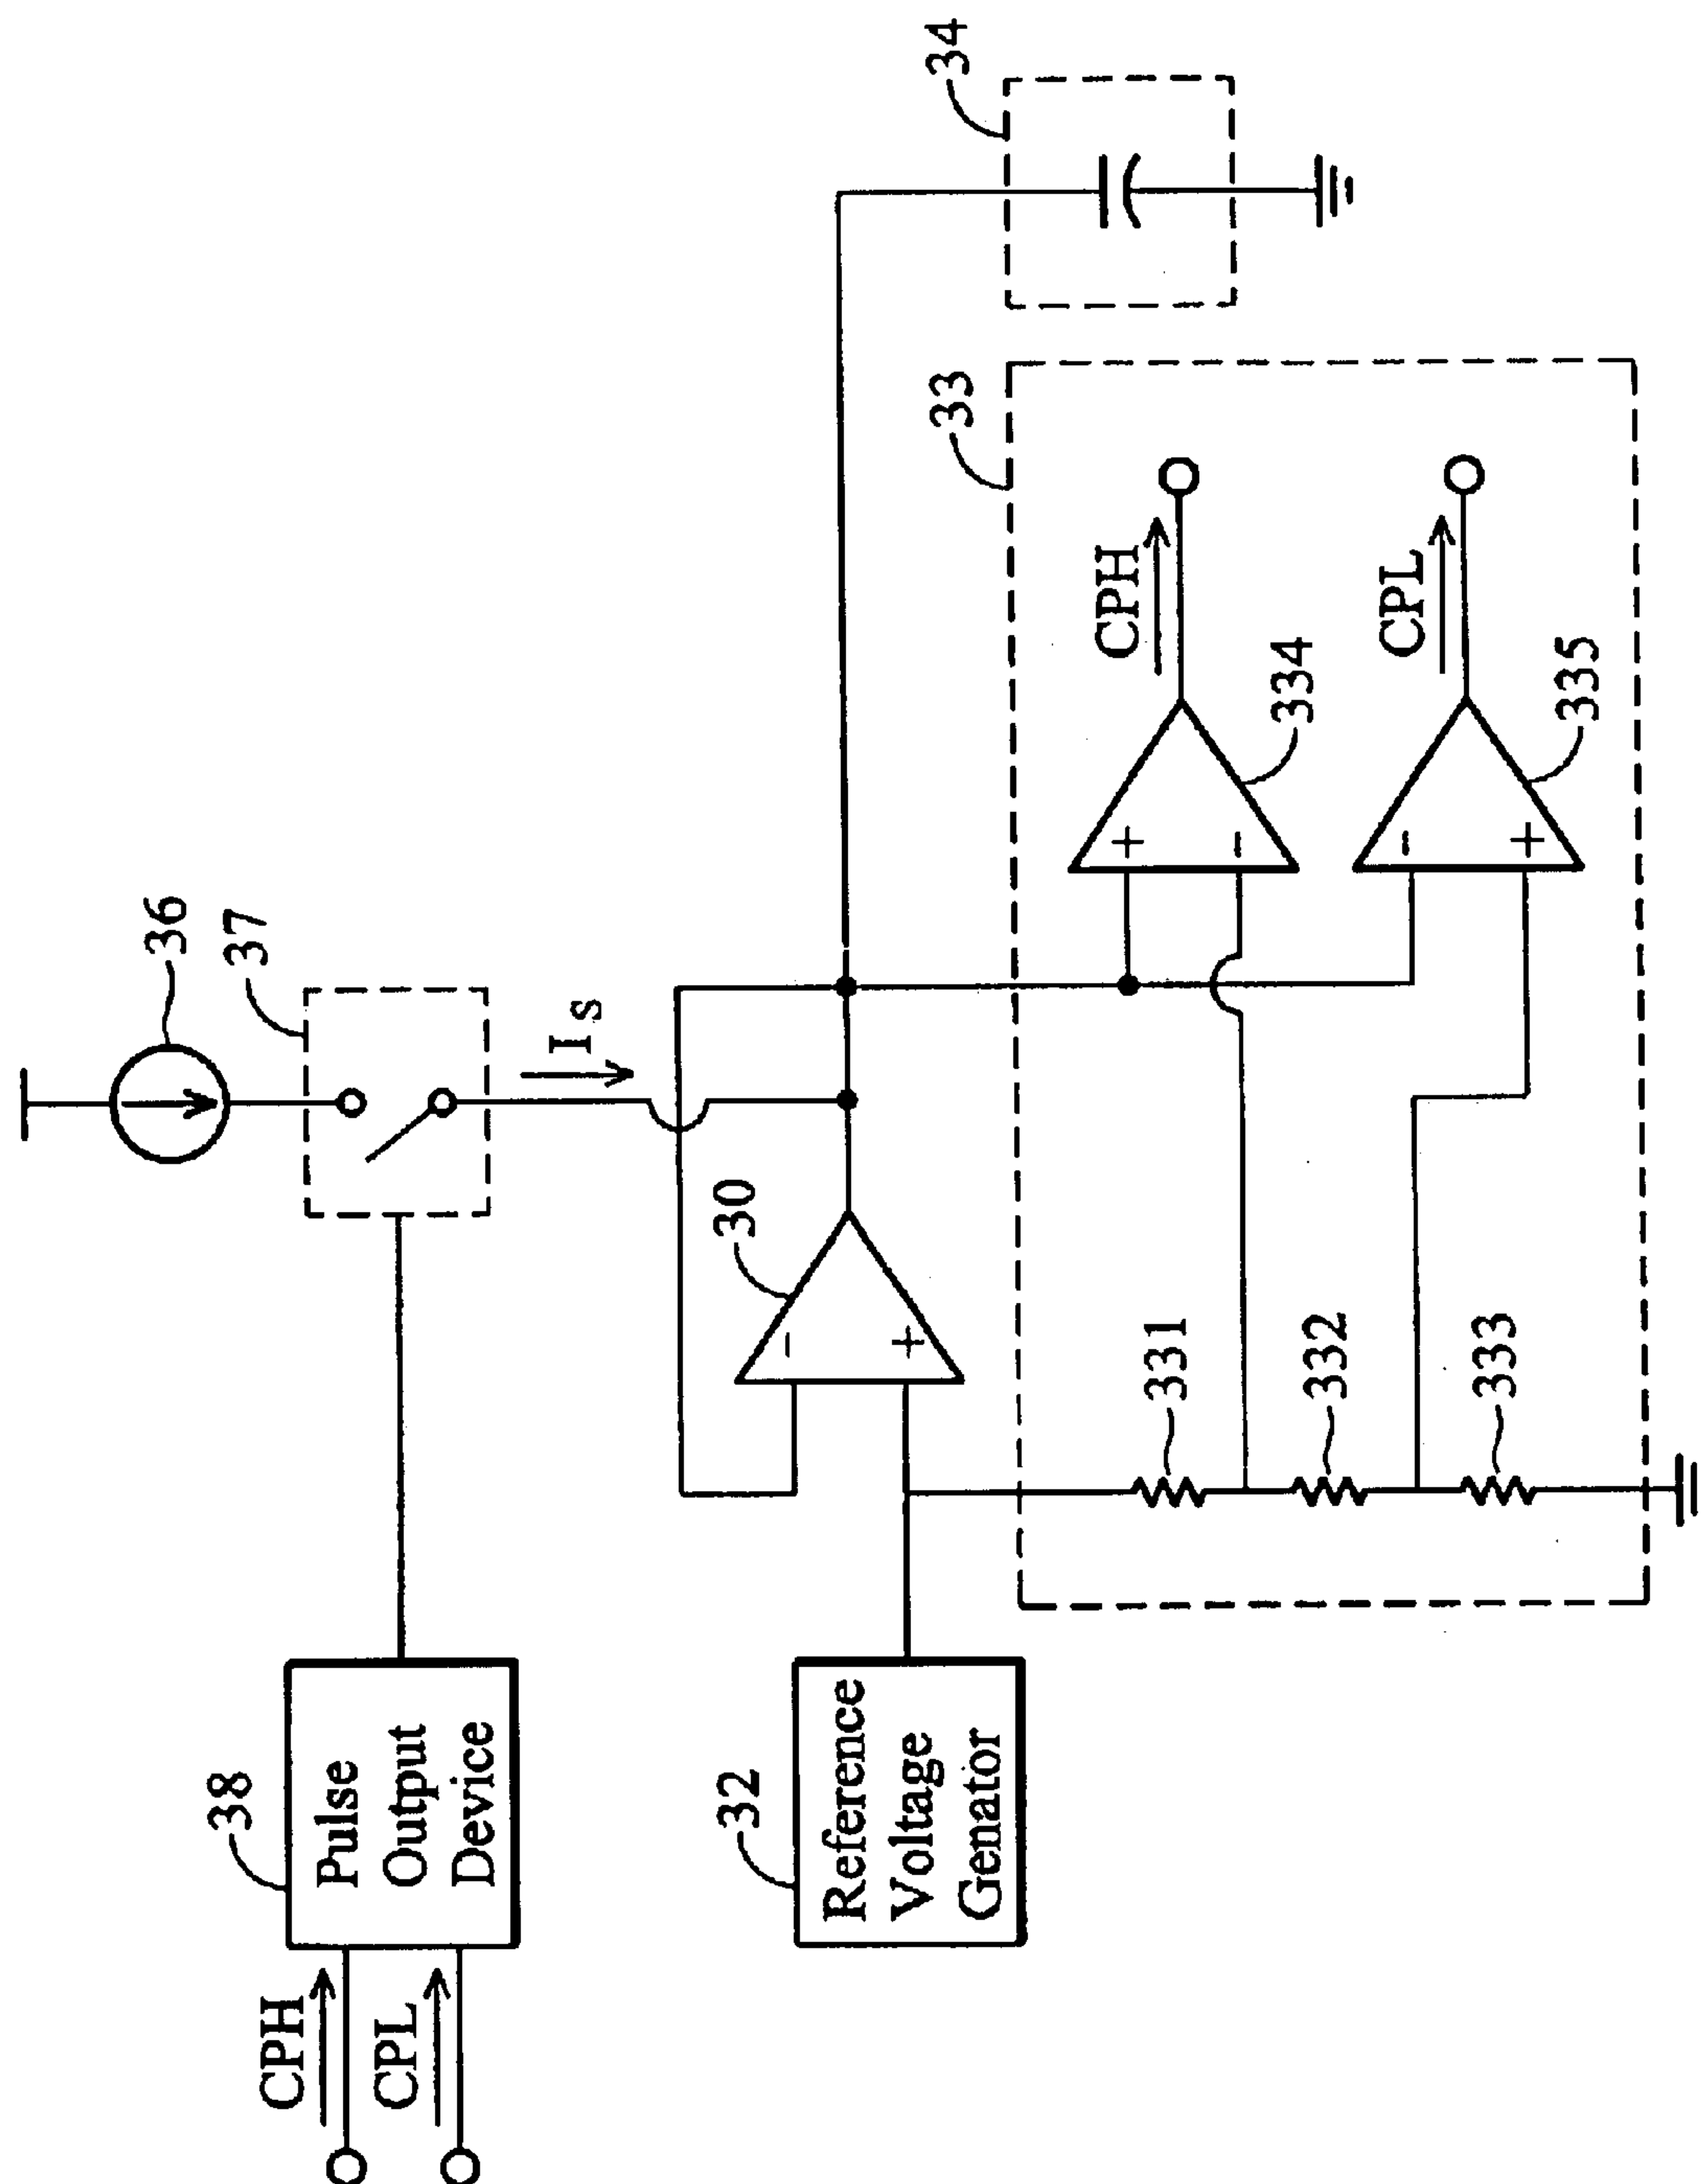 36
37
38
Pulse
Output
Device
CPH
CPL
I S
30
-
+
32
Reference
Voltage
Genator
34
33
331
332
333
+
-
334
CPH
-
+
335
CPL